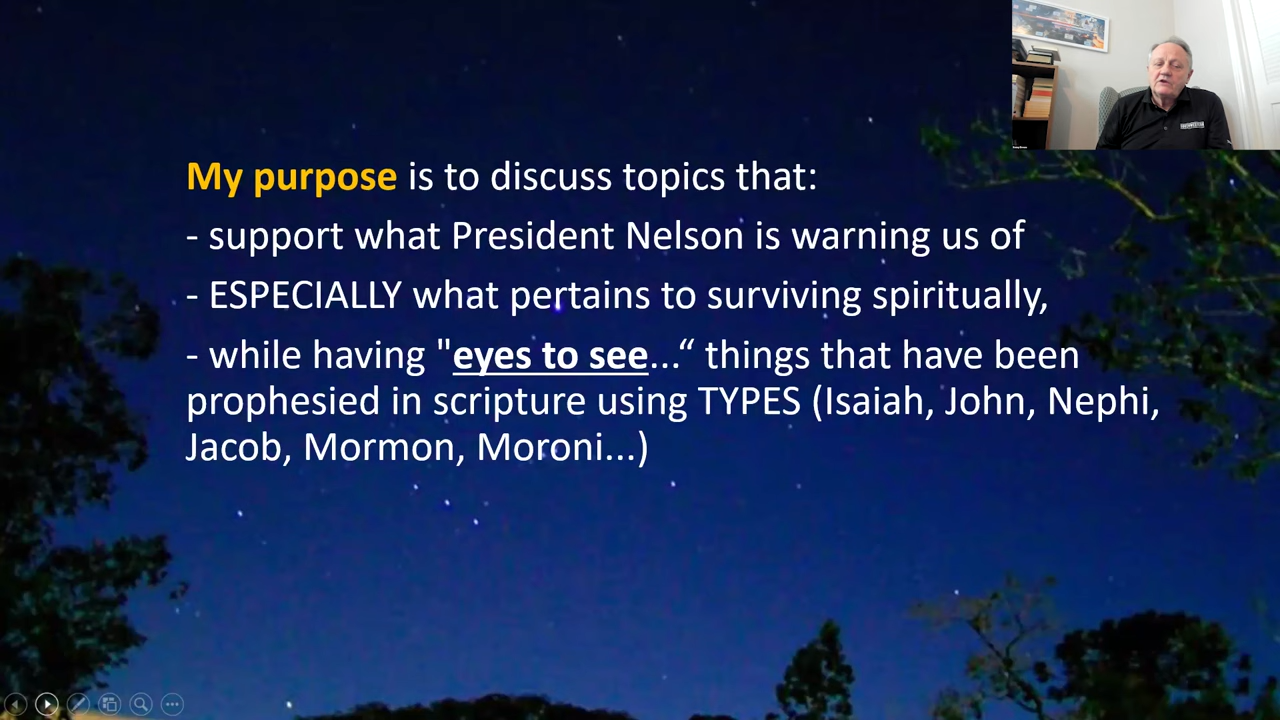 My purpose is to discuss topics that:
- support what President Nelson is warning us of
- ESPECIALLY what pertains to surviving spiritually,
- while having "eyes to see...“ things that have been
prophesied in scripture using TYPES (Isaiah, John, Nephi,
Jacob, Mormon, Moroni...)